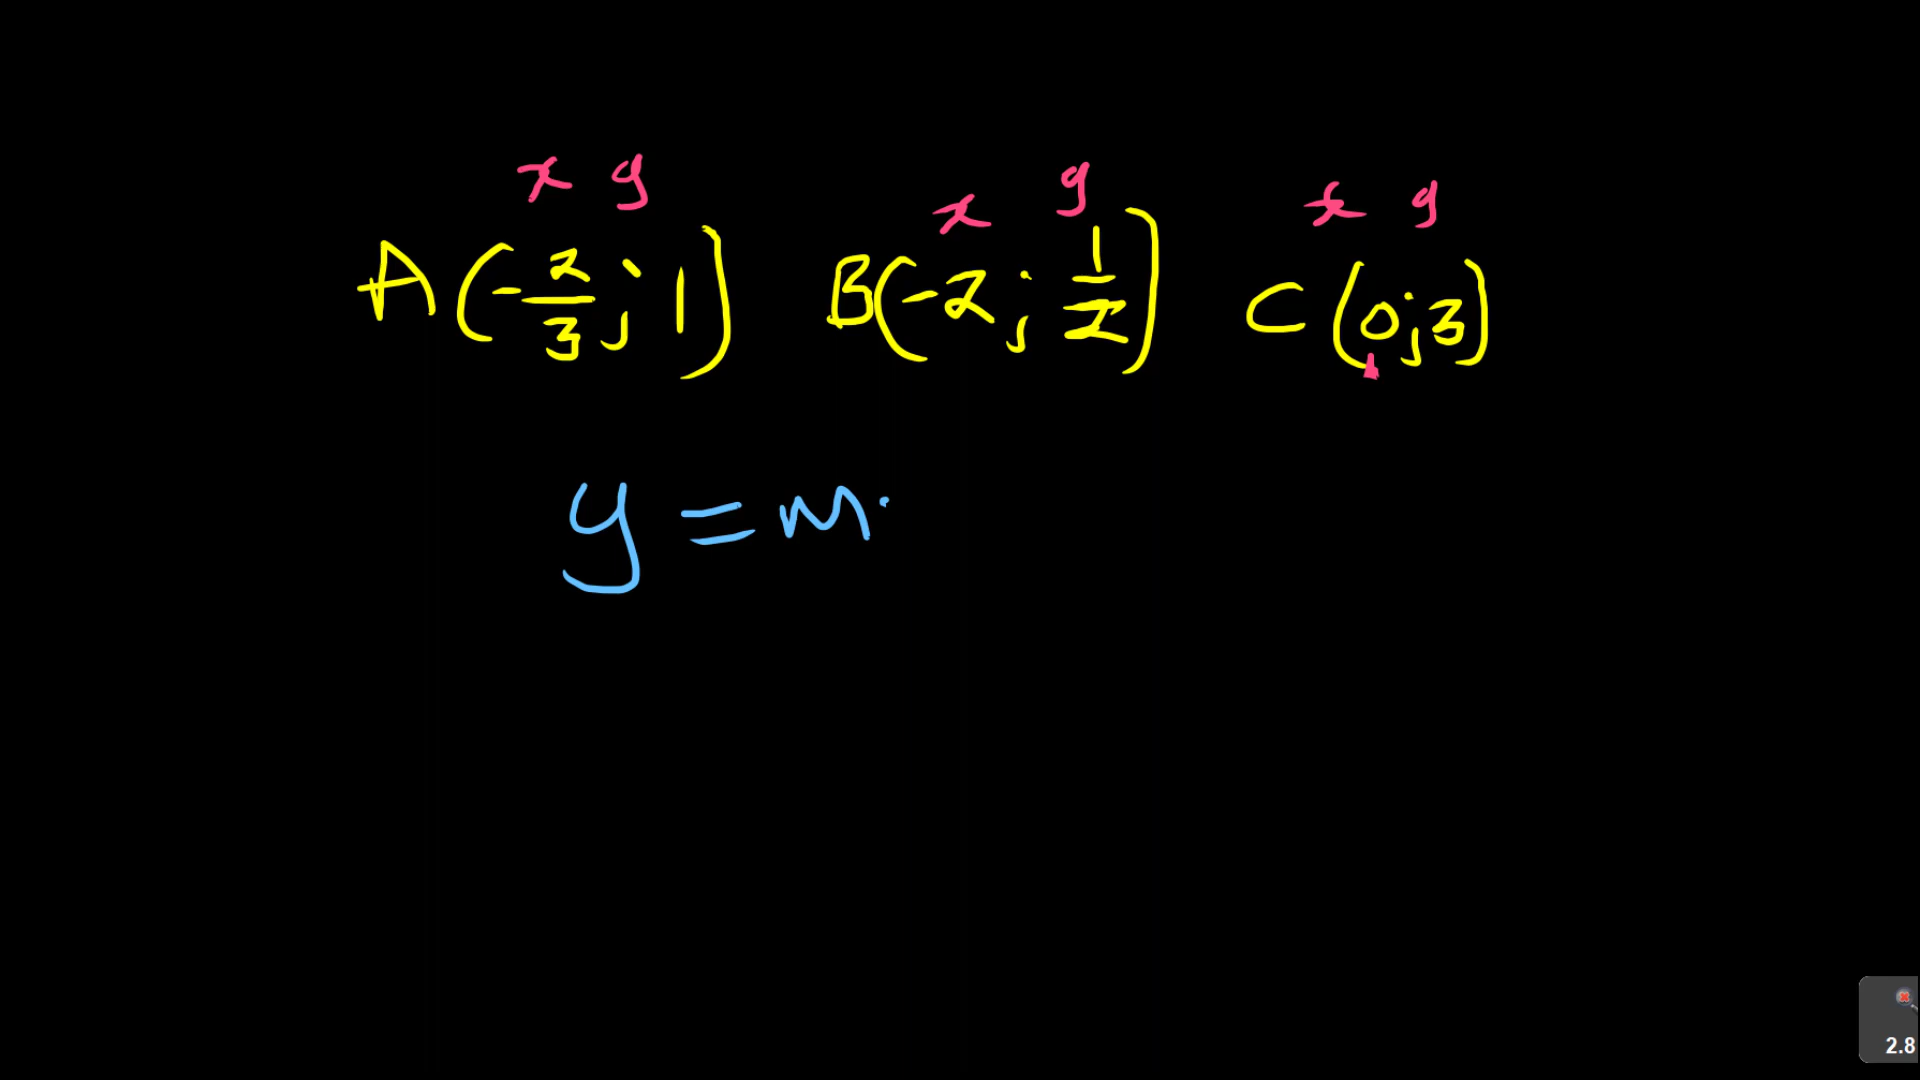 x y x y x y
A(-2/3; 1) B(-2; 1/2) C(0;3)
y = m
2.8